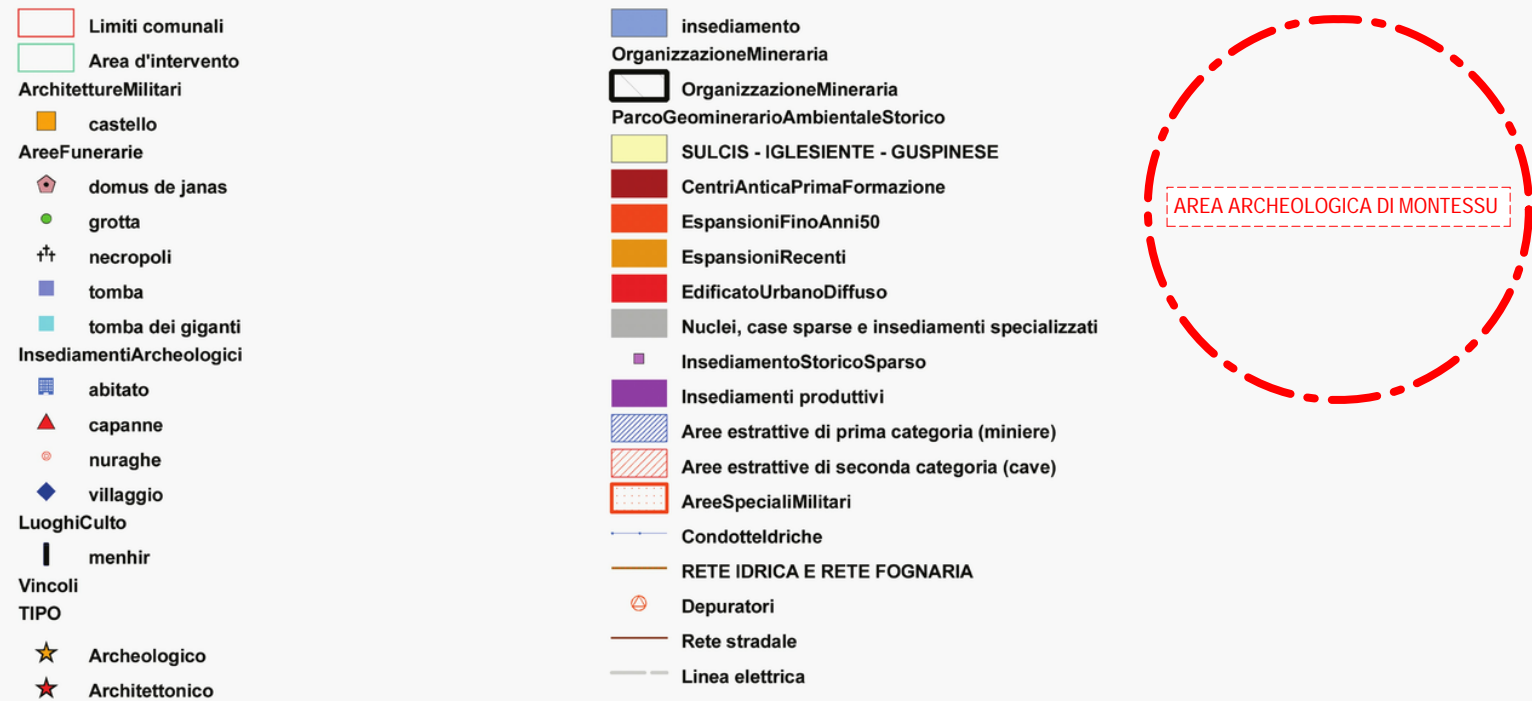 Limiti comunali
Area d'intervento
ArchitettureMilitari
castello
AreeFunerarie
domus de janas
grotta
necropoli
tomba
tomba dei giganti
InsediamentiArcheologici
abitato
capanne
nuraghe
villaggio
LuoghiCulto
menhir
Vincoli
TIPO
Archeologico
Architettonico
insediamento
OrganizzazioneMineraria
OrganizzazioneMineraria
ParcoGeominerarioAmbientaleStorico
SULCIS - IGLESIENTE - GUSPINESE
CentriAnticaPrimaFormazione
EspansioniFinoAnni50
EspansioniRecenti
EdificatoUrbanoDiffuso
Nuclei, case sparse e insediamenti specializzati
InsediamentoStoricoSparso
Insediamenti produttivi
Aree estrattive di prima categoria (miniere)
Aree estrattive di seconda categoria (cave)
AreeSpecialiMilitari
CondotteIdriche
RETE IDRICA E RETE FOGNARIA
Depuratori
Rete stradale
Linea elettrica
AREA ARCHEOLOGICA DI MONTESSU